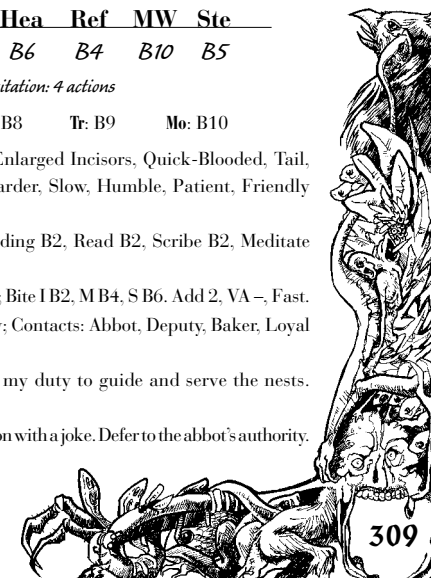 Hea Ref MW Ste
B6 B4 B10 B5
itation: 4 actions
B8 Tr: B9 Mo: B10
Enlarged Incisors, Quick-Blooded, Tail,
arder, Slow, Humble, Patient, Friendly
ding B2, Read B2, Scribe B2, Meditate
; Bite I B2, M B4, S B6. Add 2, VA –, Fast.
; Contacts: Abbot, Deputy, Baker, Loyal
my duty to guide and serve the nests.
on with a joke. Defer to the abbot's authority.
309